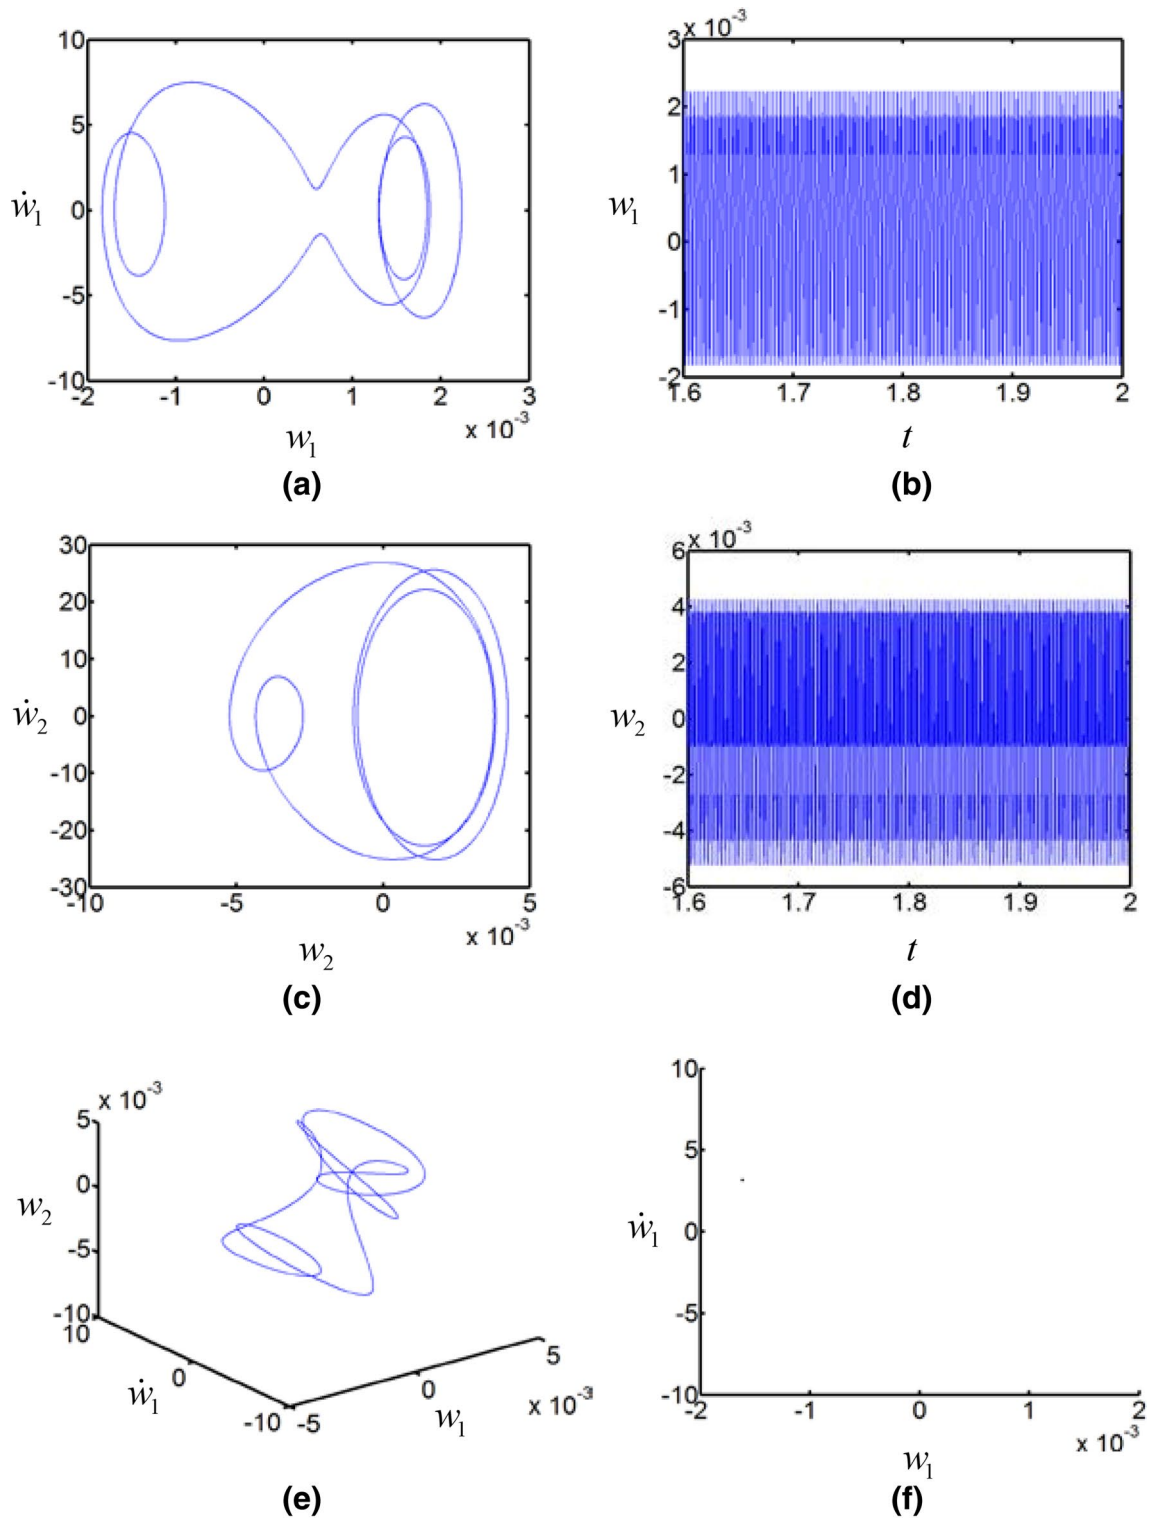 10
5
0
-5
-10
-2 -1 0 1 2 3
x 10⁻³
ẇ₁
w₁
(a)
x 10⁻³
3
2
1
0
-1
-2
1.6 1.7 1.8 1.9 2
w₁
t
(b)
30
20
10
0
-10
-20
-30
-10 -5 0 5
x 10⁻³
ẇ₂
w₂
(c)
x 10⁻³
6
4
2
0
-2
-4
-6
1.6 1.7 1.8 1.9 2
w₂
t
(d)
x 10⁻³
5
0
-5
-10
w₂
10
0
-10
ẇ₁
-5
0
5
x 10⁻³
w₁
(e)
10
5
0
-5
-10
-2 -1 0 1 2
x 10⁻³
ẇ₁
w₁
(f)